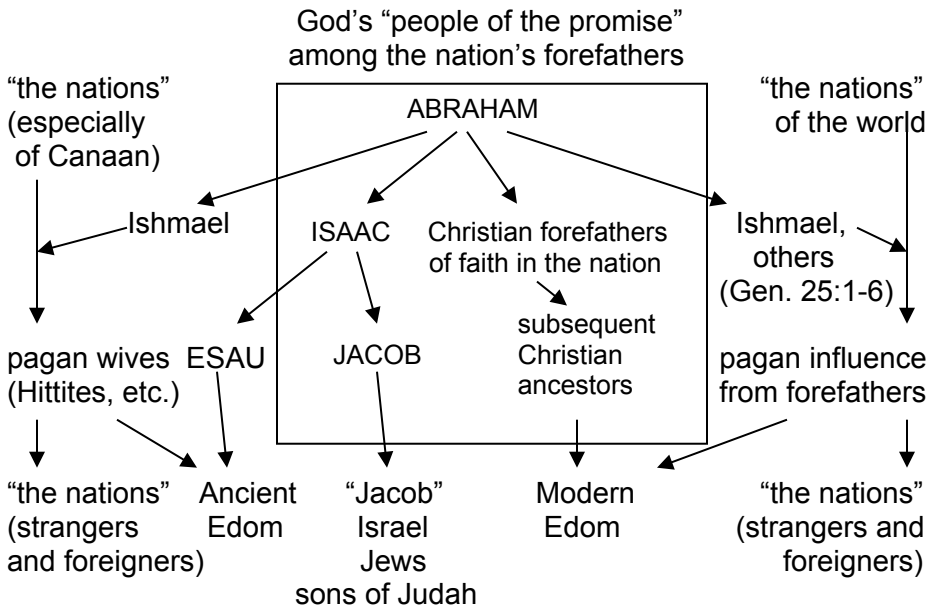 God's “people of the promise”
among the nation's forefathers
“the nations”
(especially
of Canaan)
“the nations”
of the world
ABRAHAM
Ishmael
ISAAC
Christian forefathers
of faith in the nation
Ishmael,
others
(Gen. 25:1-6)
subsequent
Christian
ancestors
pagan wives
(Hittites, etc.)
ESAU
JACOB
pagan influence
from forefathers
“the nations”
(strangers
and foreigners)
Ancient
Edom
“Jacob”
Israel
Jews
sons of Judah
Modern
Edom
“the nations”
(strangers and
foreigners)